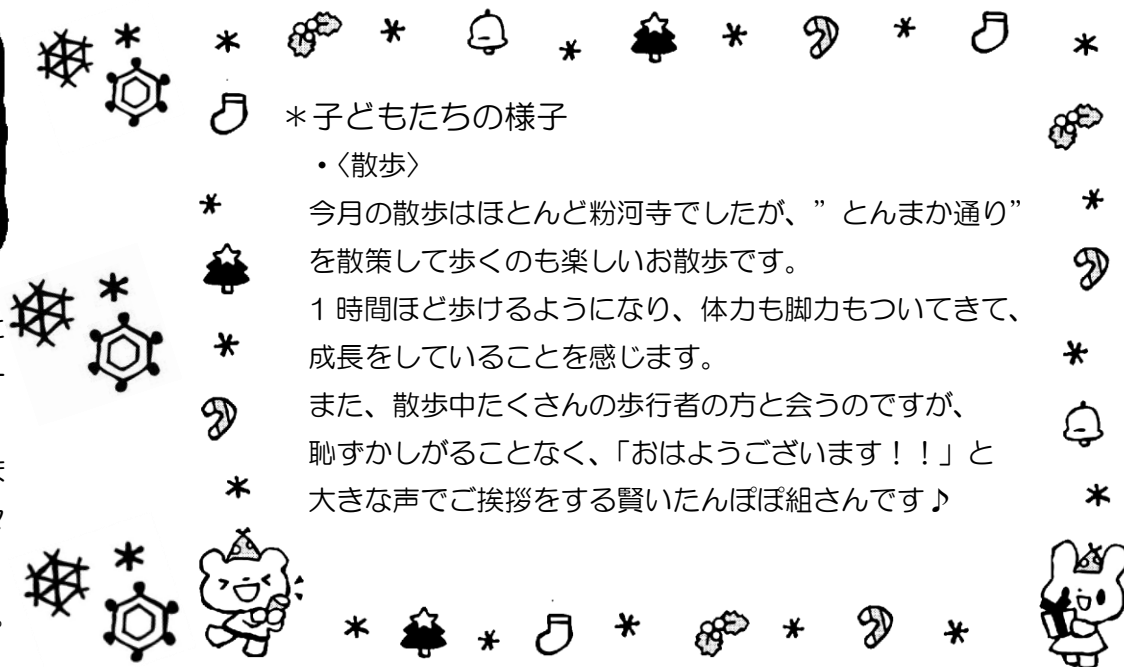 ＊子どもたちの様子
・〈散歩〉
今月の散歩はほとんど粉河寺でしたが、”とんまか通り”
を散策して歩くのも楽しいお散歩です。
1 時間ほど歩けるようになり、体力も脚力もついてきて、
成長をしていることを感じます。
また、散歩中たくさんの歩行者の方と会うのですが、
恥ずかしがることなく、「おはようございます！！」と
大きな声でご挨拶をする賢いたんぽぽ組さんです♪